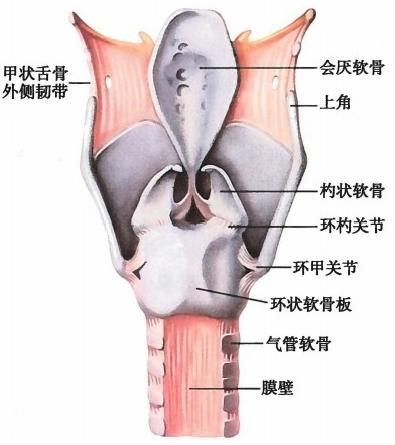 甲状舌骨
外侧韧带
会厌软骨
上角
杓状软骨
环杓关节
环甲关节
环状软骨板
气管软骨
膜壁